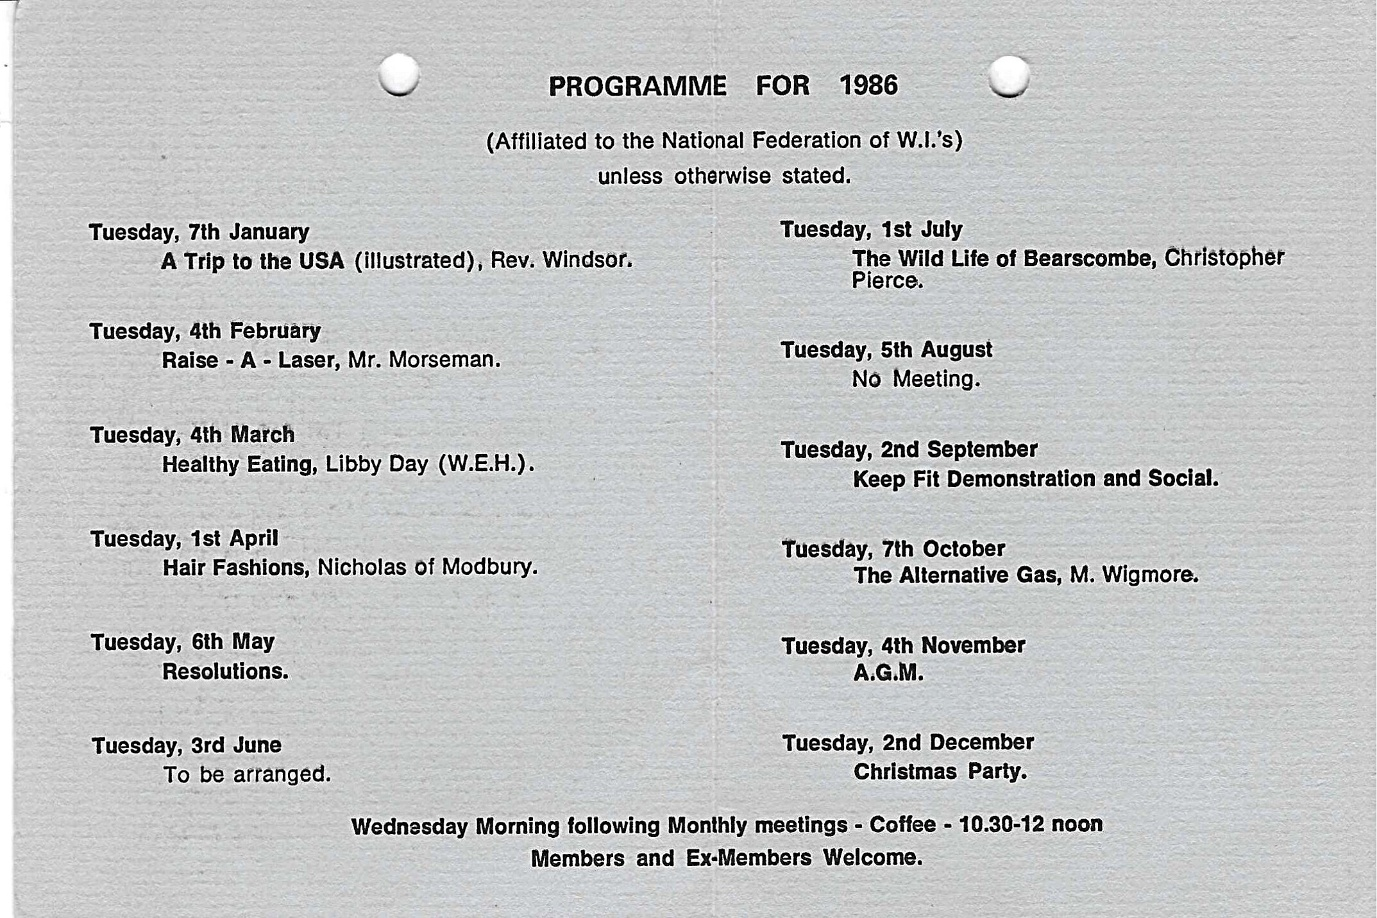 PROGRAMME FOR 1986
(Affiliated to the National Federation of W.I.'s)
unless otherwise stated.
Tuesday, 7th January
A Trip to the USA (illustrated), Rev. Windsor.
Tuesday, 4th February
Raise - A - Laser, Mr. Morseman.
Tuesday, 4th March
Healthy Eating, Libby Day (W.E.H.).
Tuesday, 1st April
Hair Fashions, Nicholas of Modbury.
Tuesday, 6th May
Resolutions.
Tuesday, 3rd June
To be arranged.
Tuesday, 1st July
The Wild Life of Bearscombe, Christopher
Pierce.
Tuesday, 5th August
No Meeting.
Tuesday, 2nd September
Keep Fit Demonstration and Social.
Tuesday, 7th October
The Alternative Gas, M. Wigmore.
Tuesday, 4th November
A.G.M.
Tuesday, 2nd December
Christmas Party.
Wednesday Morning following Monthly meetings - Coffee - 10.30-12 noon
Members and Ex-Members Welcome.